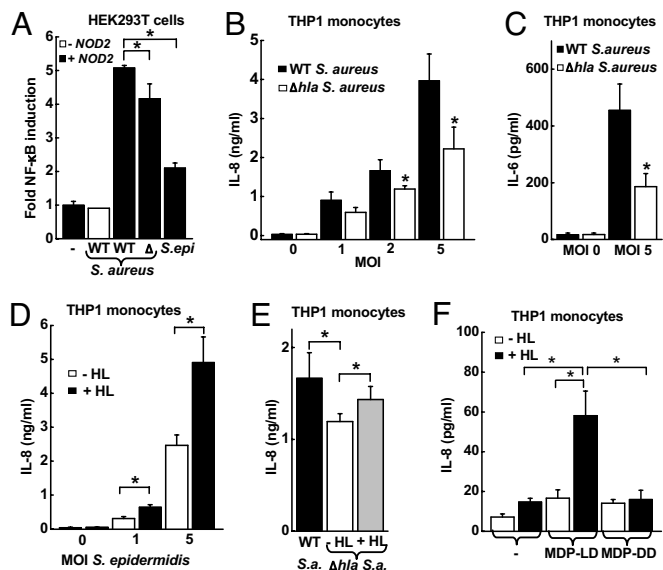 A
HEK293T cells
- NOD2
+ NOD2
* *
Fold NF-κB induction
6
5
4
3
2
1
0
- WT WT Δ S.epi
S. aureus
B
THP1 monocytes
WT S. aureus
Δhla S.aureus
IL-8 (ng/ml)
5
4
3
2
1
0
* *
0 1 2 5
MOI
C
THP1 monocytes
WT S.aureus
Δhla S.aureus
IL-6 (pg/ml)
600
400
200
0
*
MOI 0 MOI 5
D
THP1 monocytes
- HL
+ HL
IL-8 (ng/ml)
6
5
4
3
2
1
0
* *
0 1 5
MOI S. epidermidis
E
THP1 monocytes
IL-8 (ng/ml)
2
1
0
* *
WT - HL + HL
S.a. Δhla S.a.
F
THP1 monocytes
- HL
+ HL
IL-8 (pg/ml)
80
60
40
20
0
* * *
- MDP-LD MDP-DD